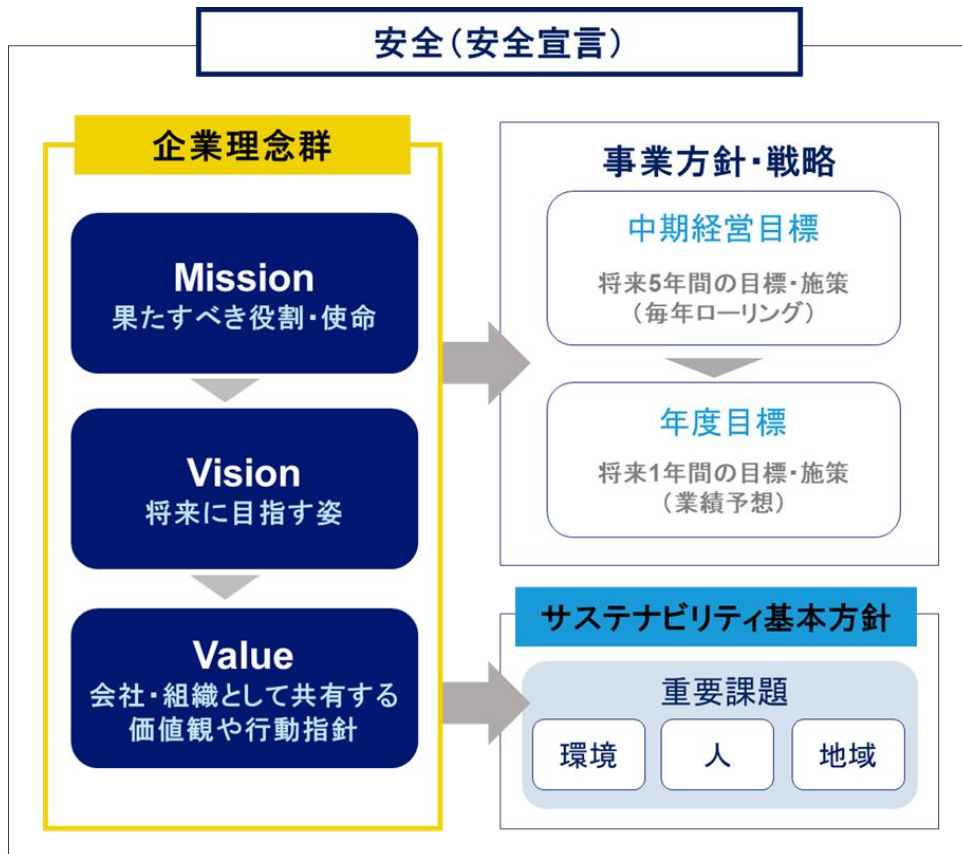 安全(安全宣言)
企業理念群
Mission
果たすべき役割・使命
Vision
将来に目指す姿
Value
会社・組織として共有する
価値観や行動指針
事業方針・戦略
中期経営目標
将来5年間の目標・施策
(毎年ローリング)
年度目標
将来1年間の目標・施策
(業績予想)
サステナビリティ基本方針
重要課題
環境
人
地域